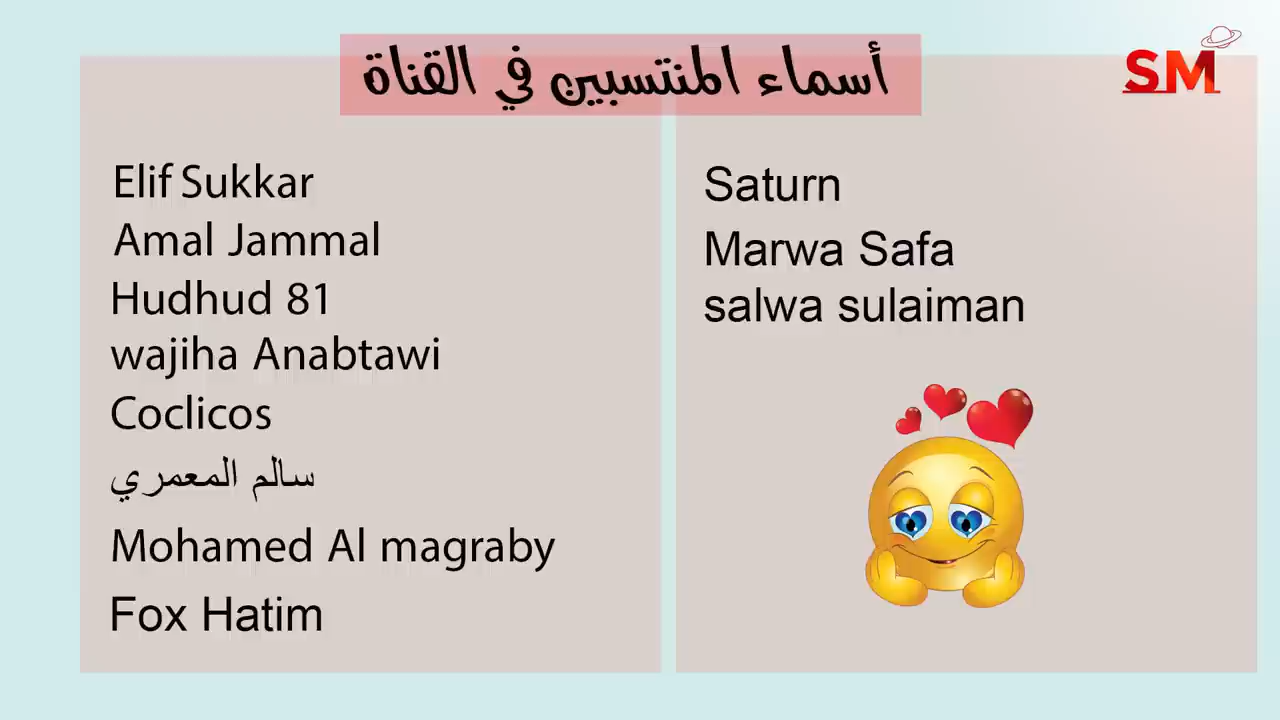 أسماء المنتسبين في القناة
SM
Elif Sukkar
Amal Jammal
Hudhud 81
wajiha Anabtawi
Coclicos
سالم المعمري
Mohamed Al magraby
Fox Hatim
Saturn
Marwa Safa
salwa sulaiman